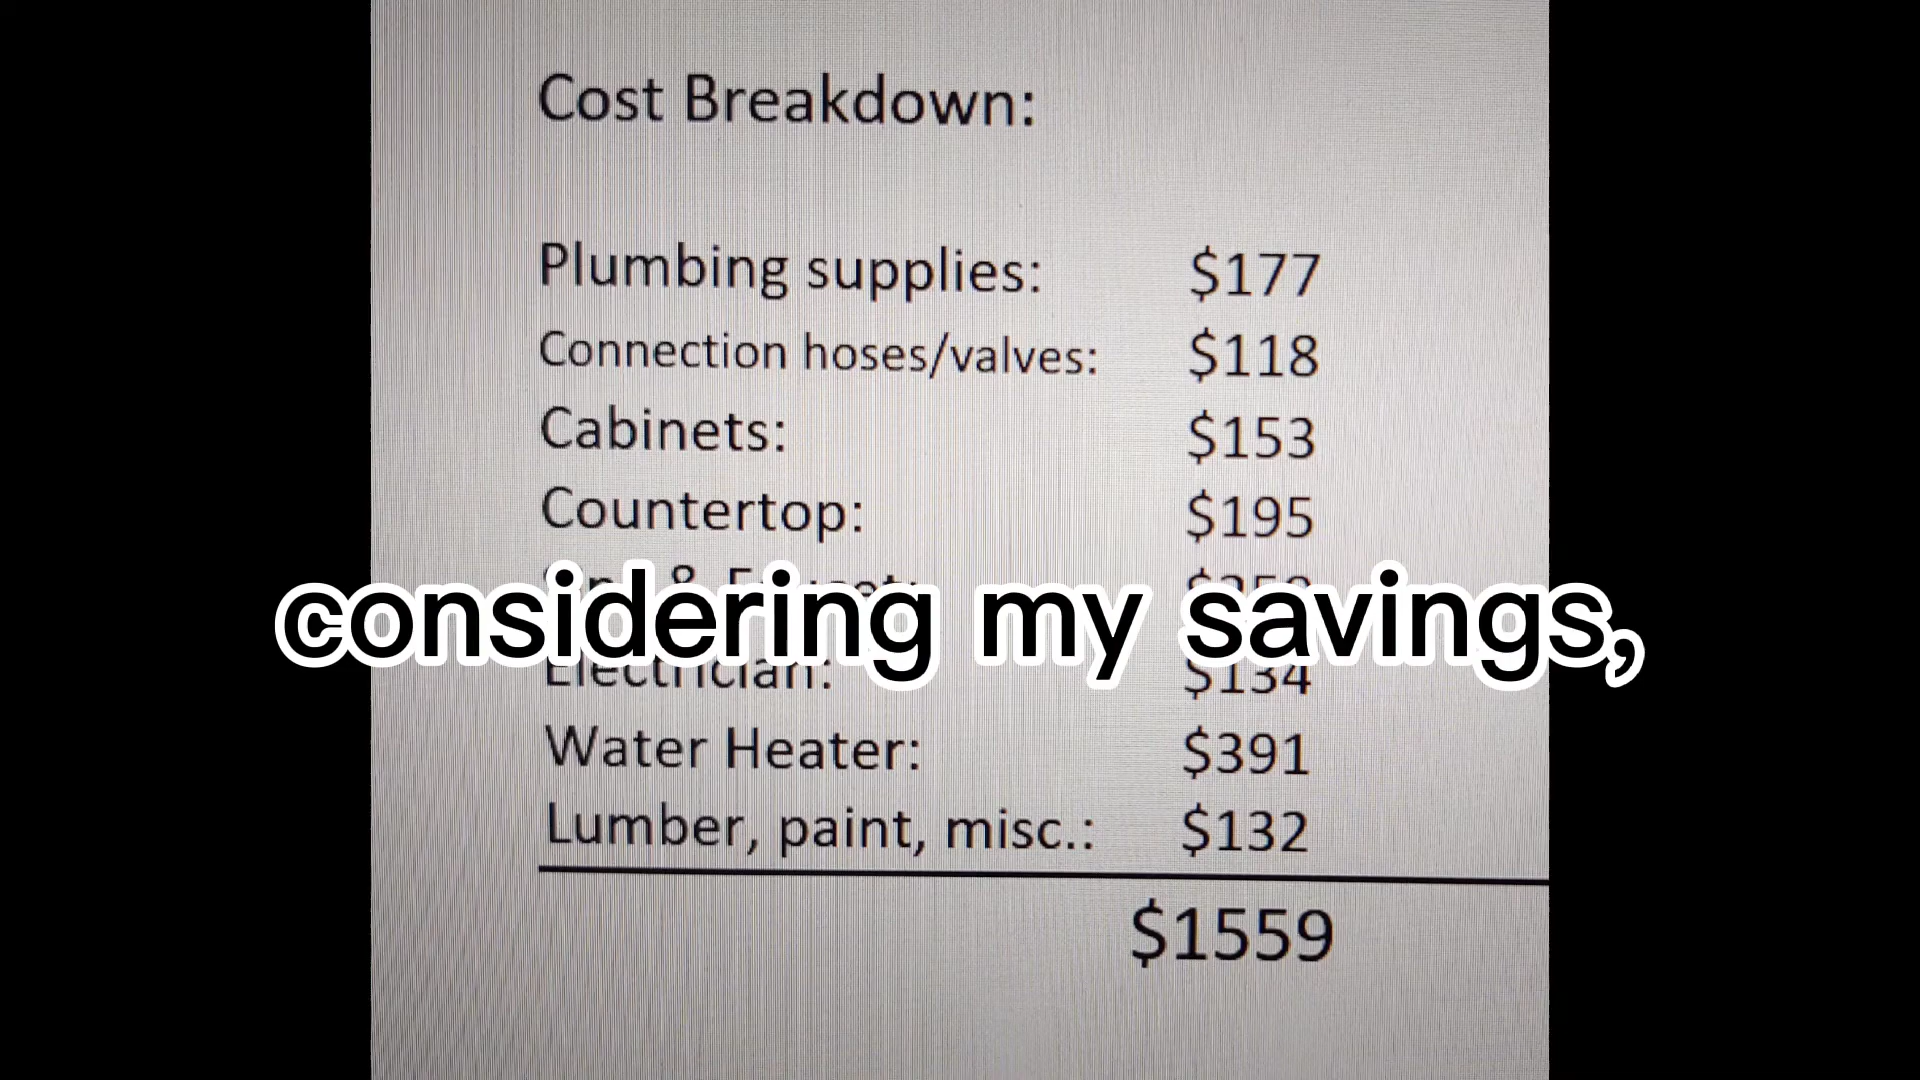 Cost Breakdown:
Plumbing supplies: $177
Connection hoses/valves: $118
Cabinets: $153
Countertop: $195
&
considering my savings,
Electrician: $134
Water Heater: $391
Lumber, paint, misc.: $132
$1559